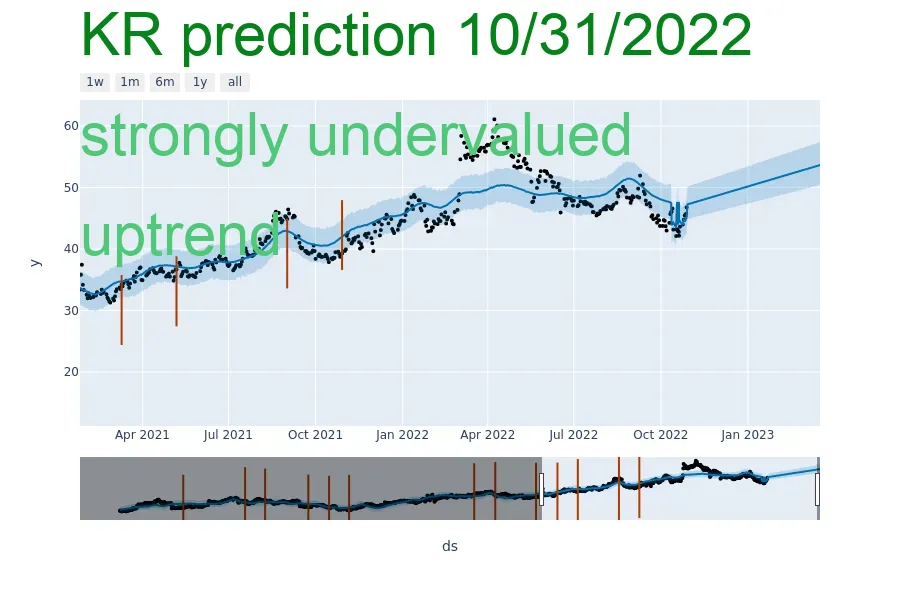 KR prediction 10/31/2022
1w 1m 6m 1y all
strongly undervalued
uptrend
60
50
40
30
20
y
Apr 2021 Jul 2021 Oct 2021 Jan 2022 Apr 2022 Jul 2022 Oct 2022 Jan 2023
ds